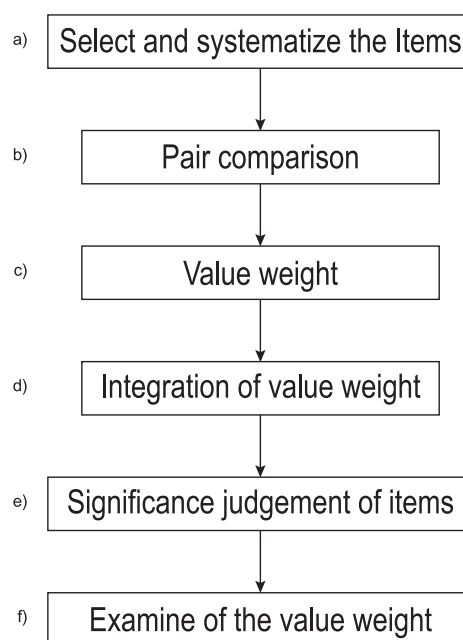 a) Select and systematize the Items
b) Pair comparison
c) Value weight
d) Integration of value weight
e) Significance judgement of items
f) Examine of the value weight